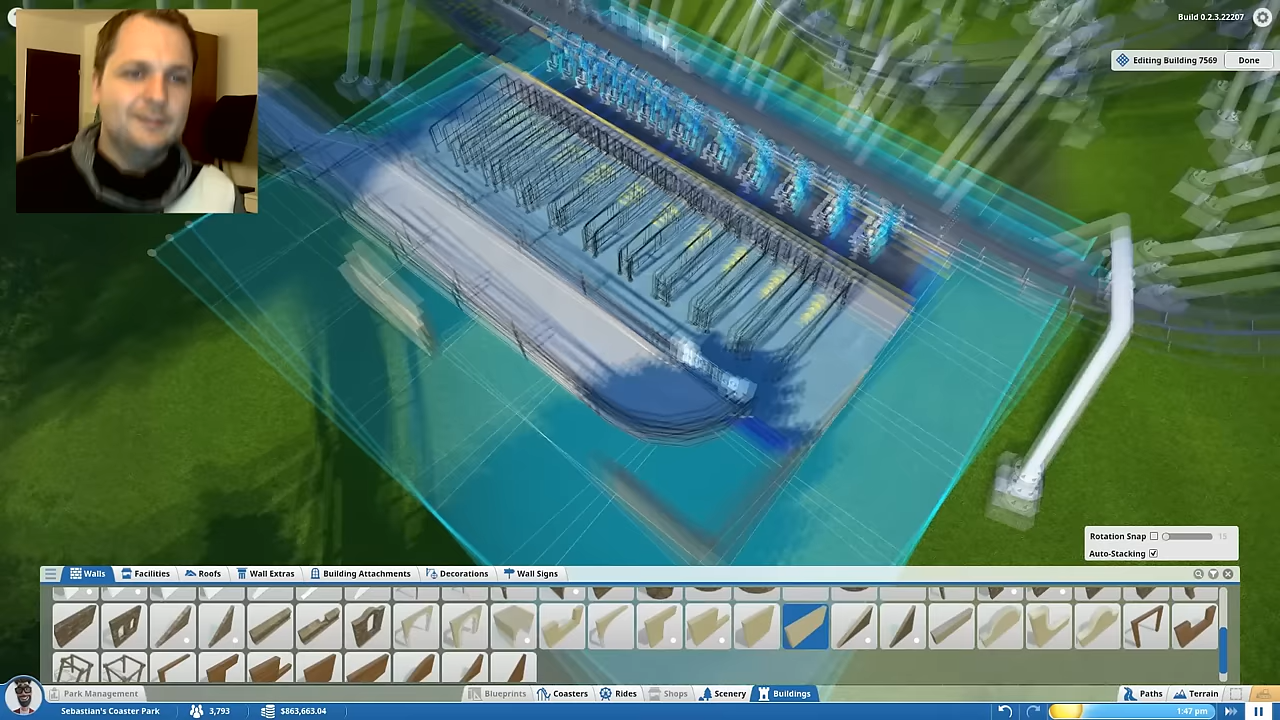 Build 0.2.3.22207
Editing Building 7569 Done
Rotation Snap 15
Auto-Stacking
Walls Facilities Roofs Wall Extras Building Attachments Decorations Wall Signs
Park Management Blueprints Coasters Rides Shops Scenery Buildings Paths Terrain
Sebastian's Coaster Park 3,793 $863,663.04 1:47 pm